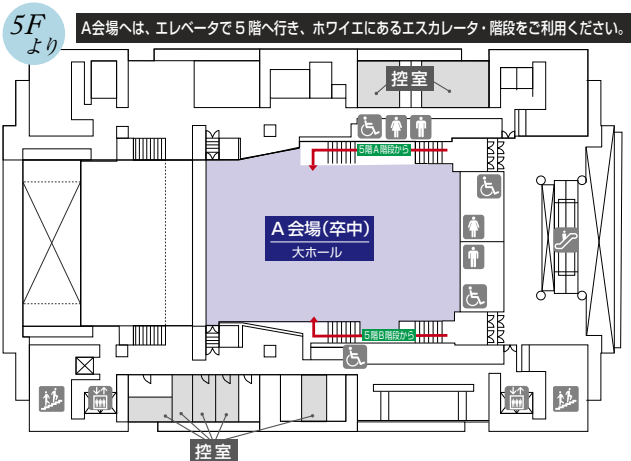 5F
より
A会場へは、エレベータで5階へ行き、ホワイエにあるエスカレータ・階段をご利用ください。
控室
5階A階段から
A会場(卒中)
大ホール
5階B階段から
控室